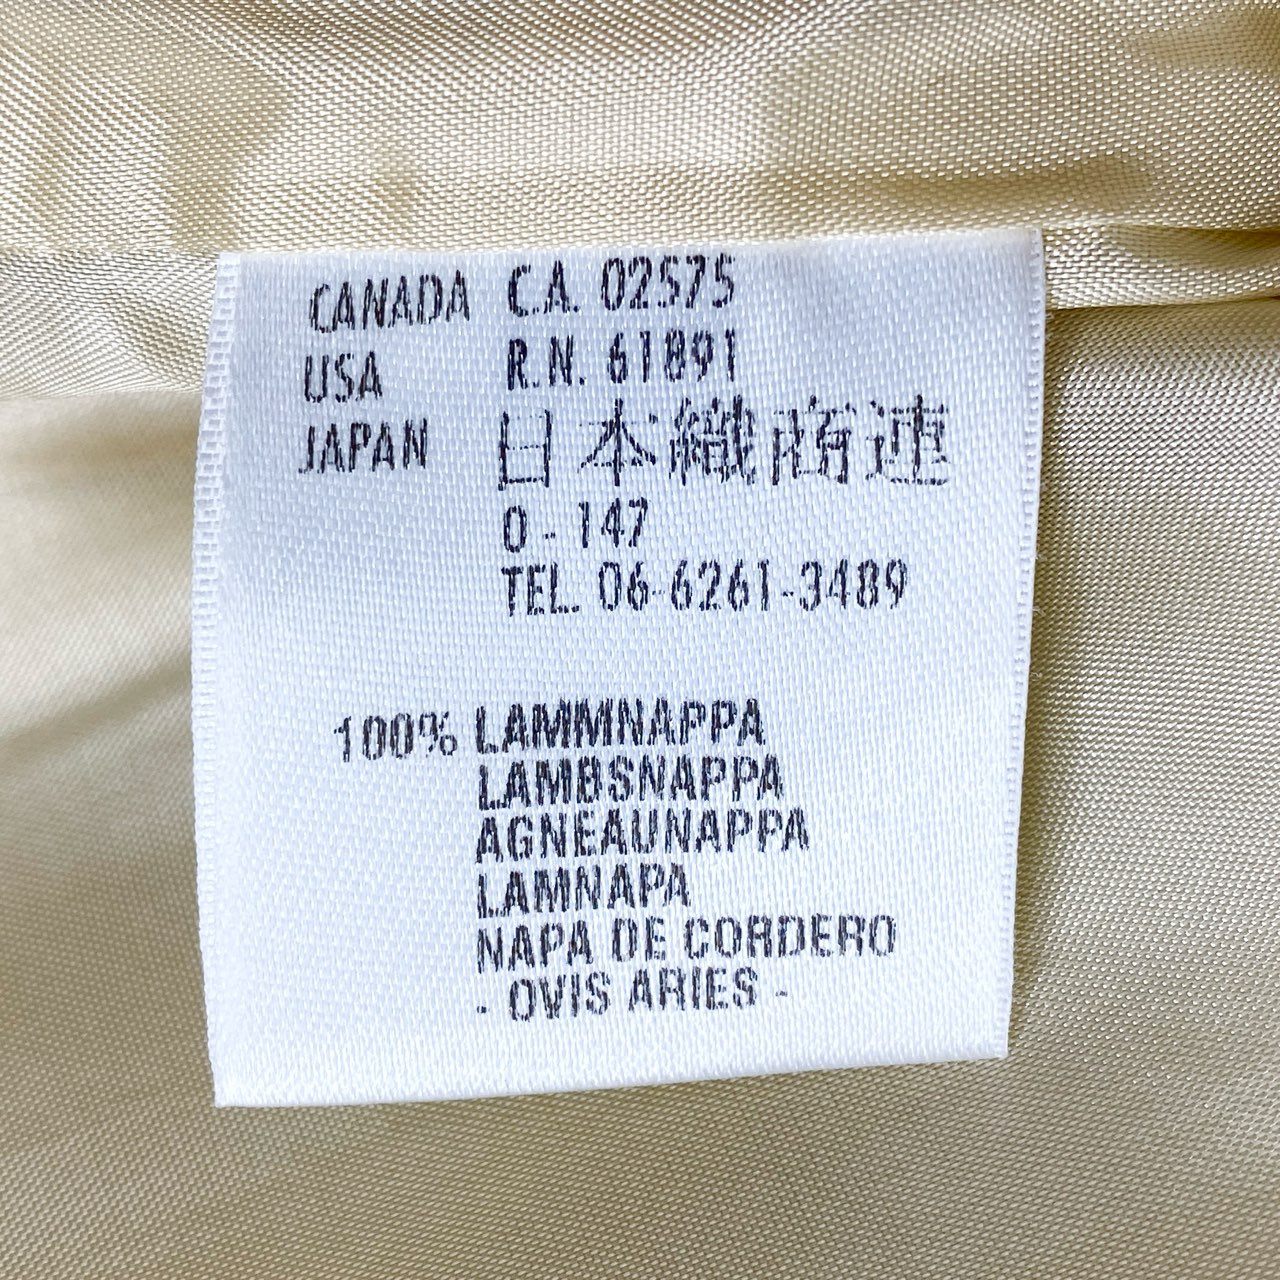 CANADA C.A. 02575
USA R.N. 61891
JAPAN 日本織商連
0 - 147
TEL. 06-6261-3489
100% LAMMNAPPA
LAMBSNAPPA
AGNEAUNAPPA
LAMNAPA
NAPA DE CORDERO
- OVIS ARIES -